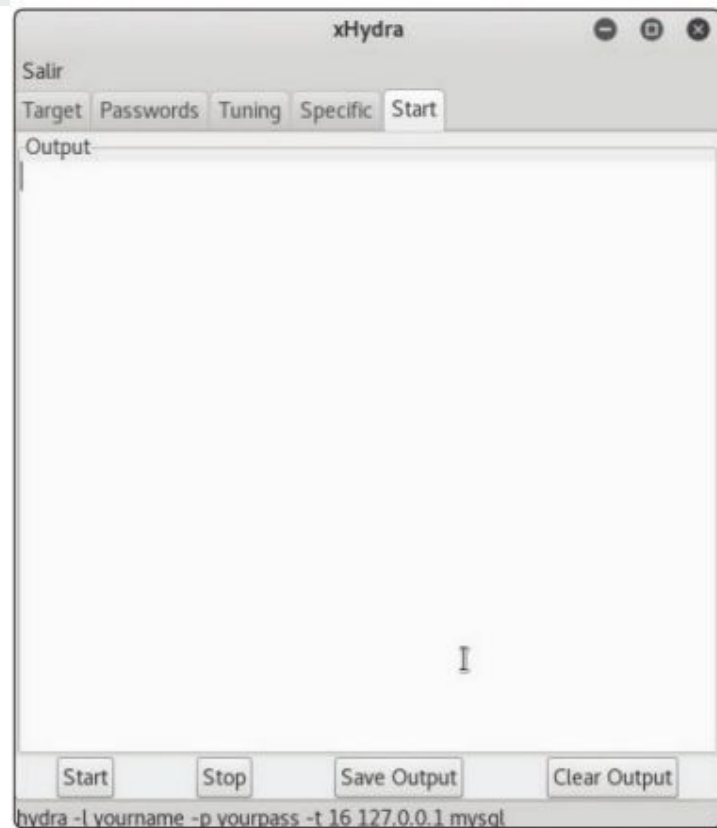 xHydra
Salir
Target Passwords Tuning Specific Start
Output
Start Stop Save Output Clear Output
hydra -l yourname -p yourpass -t 16 127.0.0.1 mysql